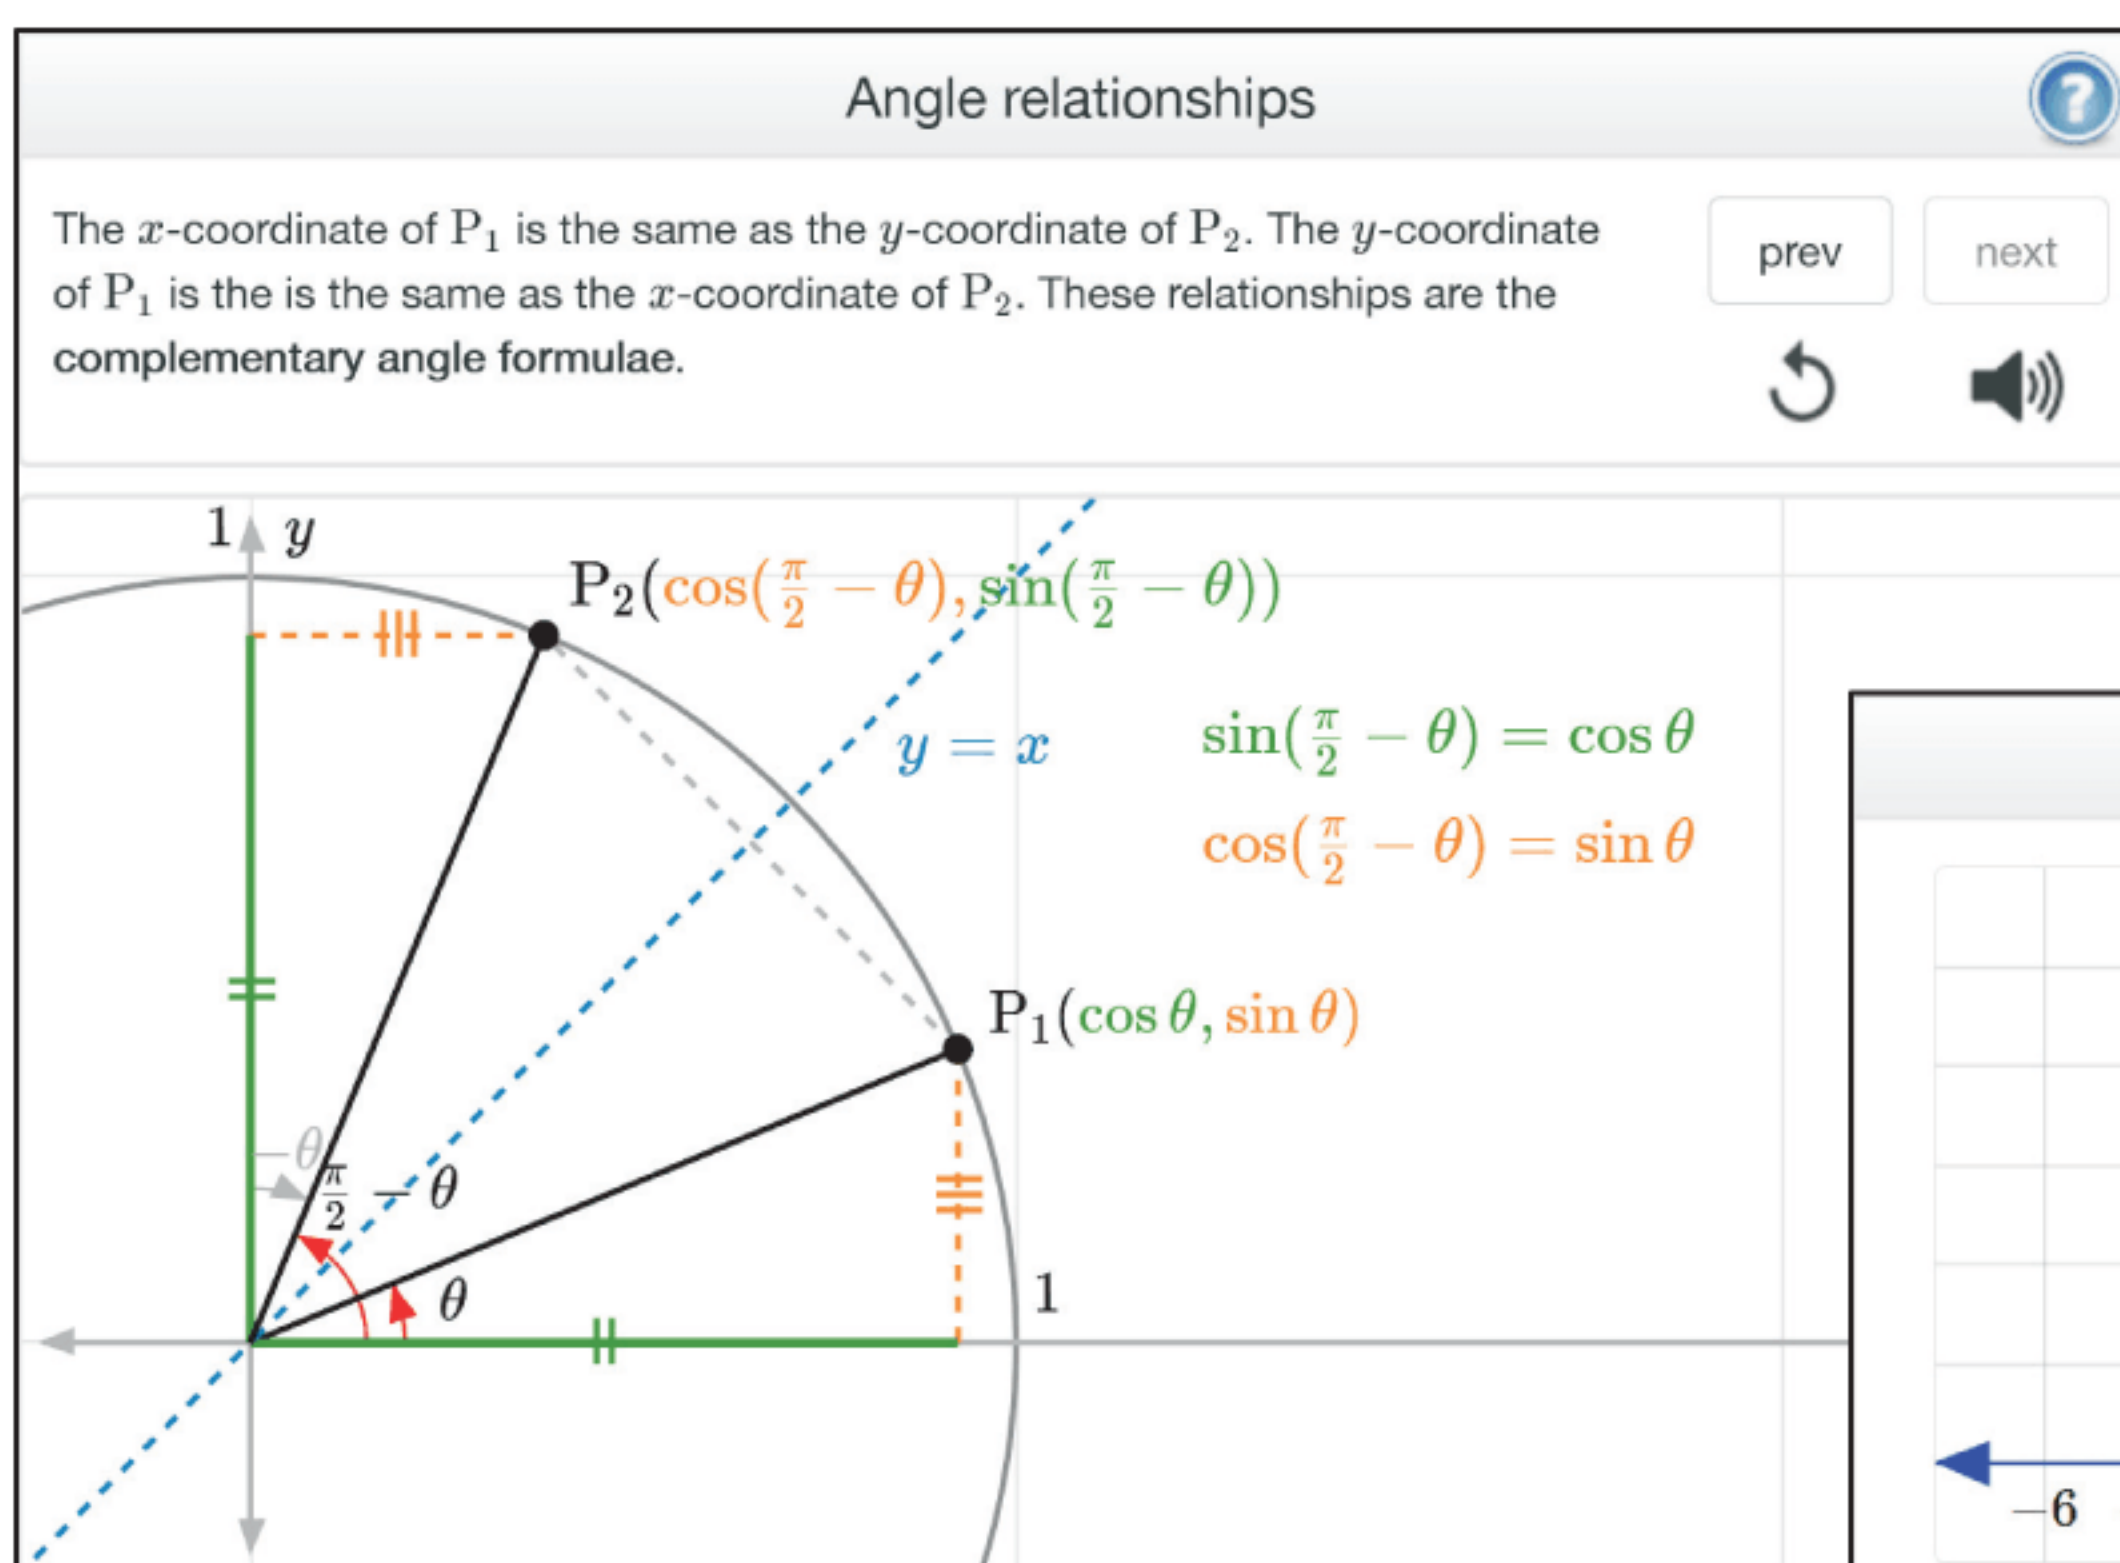 Angle relationships
?
The x-coordinate of P₁ is the same as the y-coordinate of P₂. The y-coordinate
of P₁ is the is the same as the x-coordinate of P₂. These relationships are the
complementary angle formulae.
prev
next
1
y
P₂(cos(π/2 − θ), sin(π/2 − θ))
y = x
sin(π/2 − θ) = cos θ
cos(π/2 − θ) = sin θ
P₁(cos θ, sin θ)
−θ
π/2 − θ
θ
1
−6